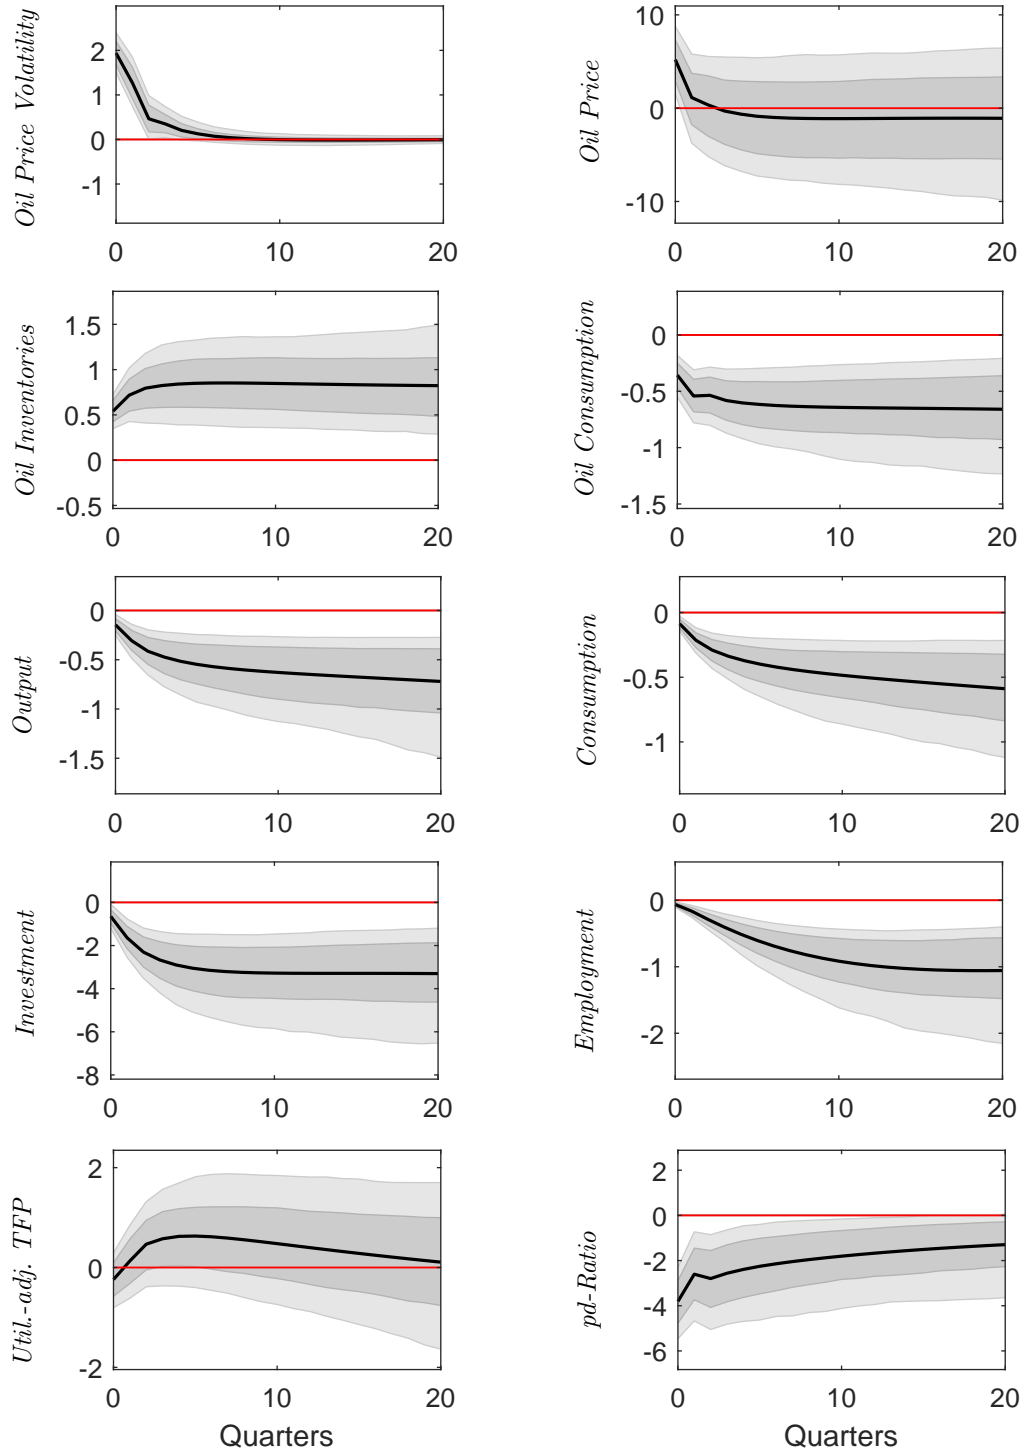 Oil Price Volatility
2
1
0
-1
0 10 20
Oil Price
10
0
-10
0 10 20
Oil Inventories
1.5
1
0.5
0
-0.5
0 10 20
Oil Consumption
0
-0.5
-1
-1.5
0 10 20
Output
0
-0.5
-1
-1.5
0 10 20
Consumption
0
-0.5
-1
0 10 20
Investment
0
-2
-4
-6
-8
0 10 20
Employment
0
-1
-2
0 10 20
Util.-adj. TFP
2
0
-2
0 10 20
Quarters
pd-Ratio
2
0
-2
-4
-6
0 10 20
Quarters